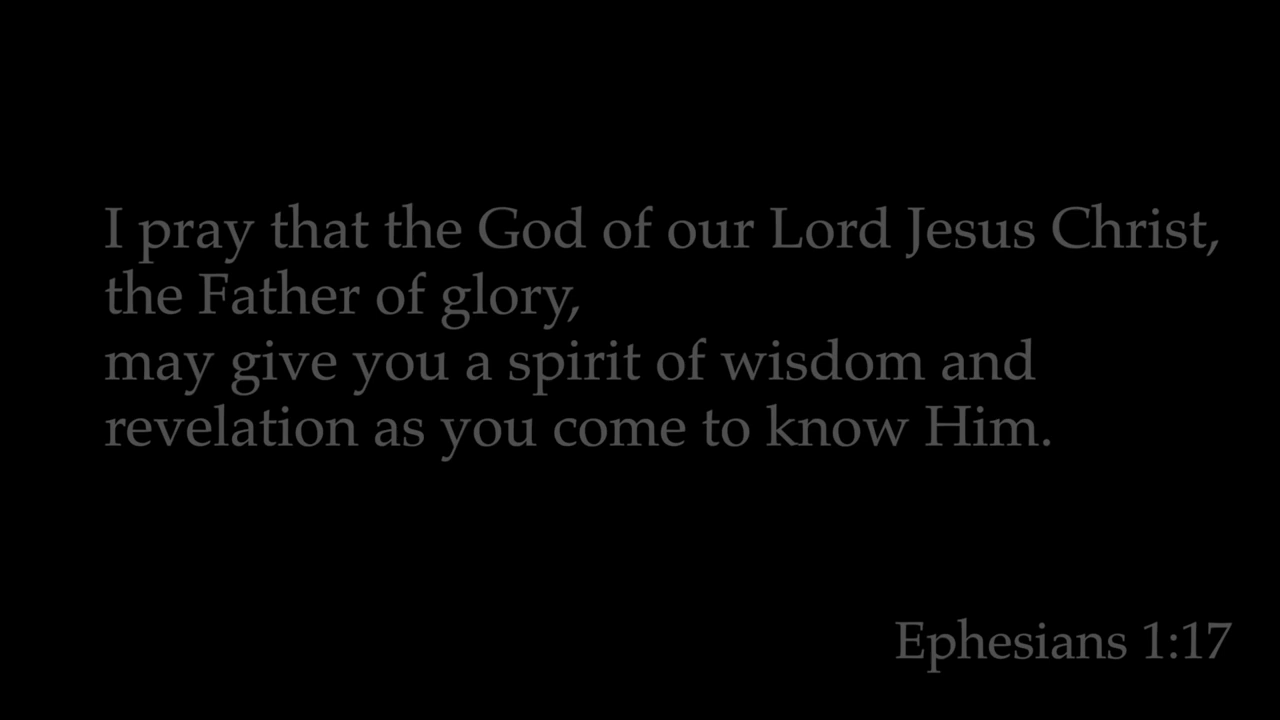 I pray that the God of our Lord Jesus Christ,
the Father of glory,
may give you a spirit of wisdom and
revelation as you come to know Him.
Ephesians 1:17